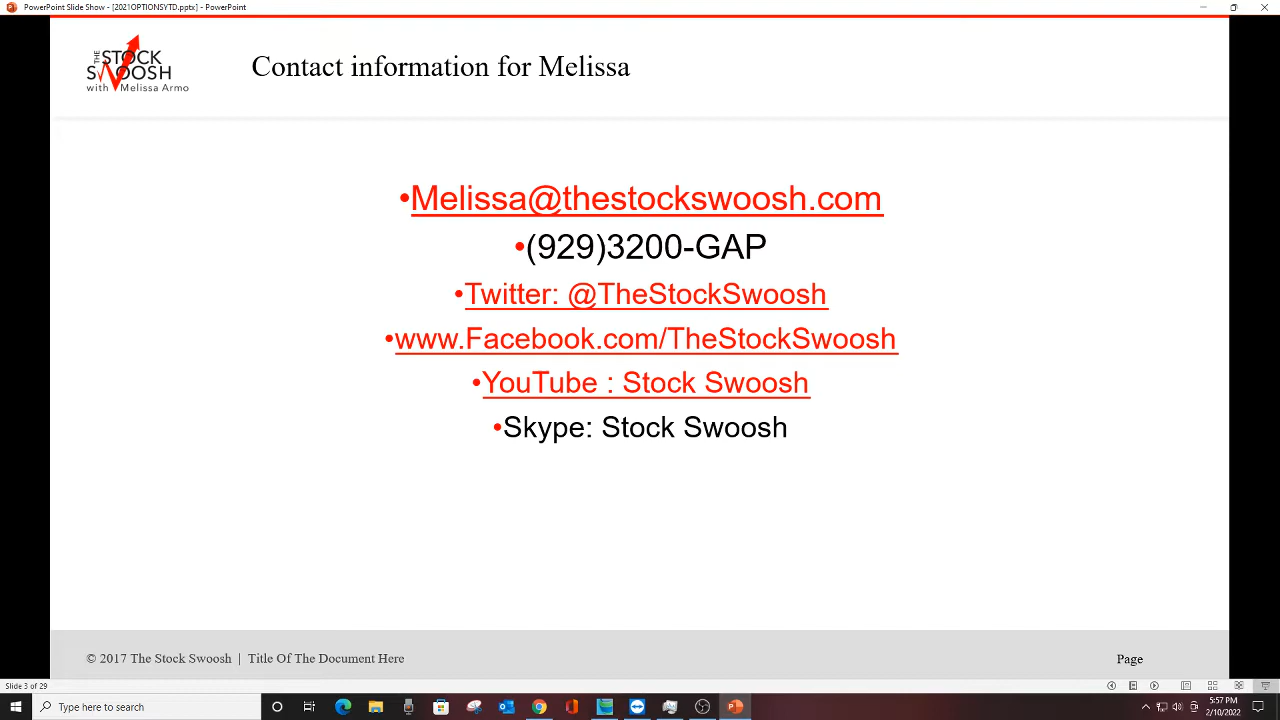 PowerPoint Slide Show - [2021OPTIONSYTD.pptx] - PowerPoint
THE STOCK
SWOOSH
with Melissa Armo
Contact information for Melissa
•Melissa@thestockswoosh.com
•(929)3200-GAP
•Twitter: @TheStockSwoosh
•www.Facebook.com/TheStockSwoosh
•YouTube : Stock Swoosh
•Skype: Stock Swoosh
© 2017 The Stock Swoosh | Title Of The Document Here
Page
Slide 3 of 29
Type here to search
5:57 PM
2/10/2022